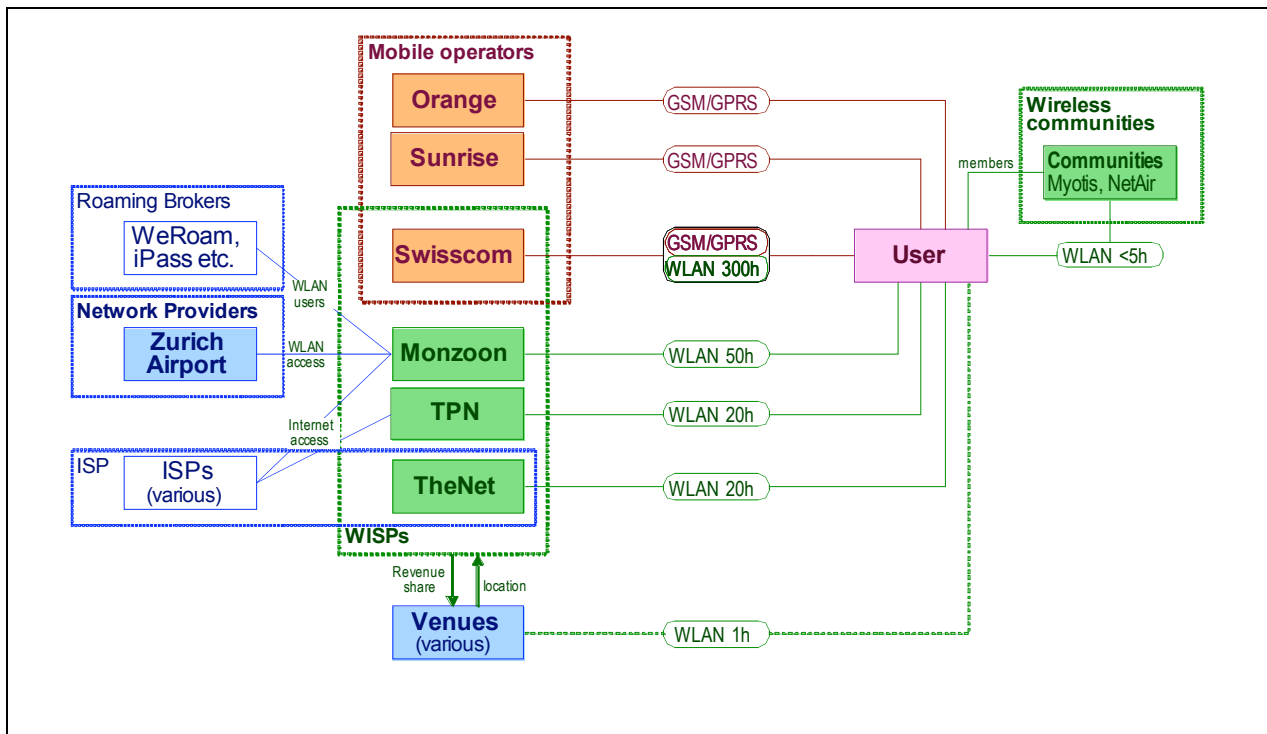 Mobile operators
Orange
GSM/GPRS
Sunrise
GSM/GPRS
Swisscom
GSM/GPRS
WLAN 300h
User
Wireless
communities
members
Communities
Myotis, NetAir
WLAN <5h
Roaming Brokers
WeRoam,
iPass etc.
WLAN
users
Network Providers
Zurich
Airport
WLAN
access
Monzoon
WLAN 50h
TPN
WLAN 20h
Internet
access
ISP
ISPs
(various)
TheNet
WLAN 20h
WISPs
Revenue
share
location
Venues
(various)
WLAN 1h